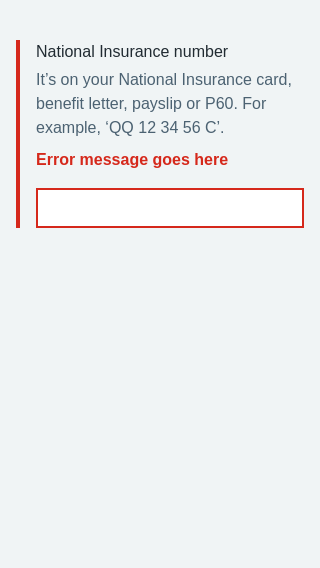 National Insurance number
It’s on your National Insurance card,
benefit letter, payslip or P60. For
example, ‘QQ 12 34 56 C’.
Error message goes here